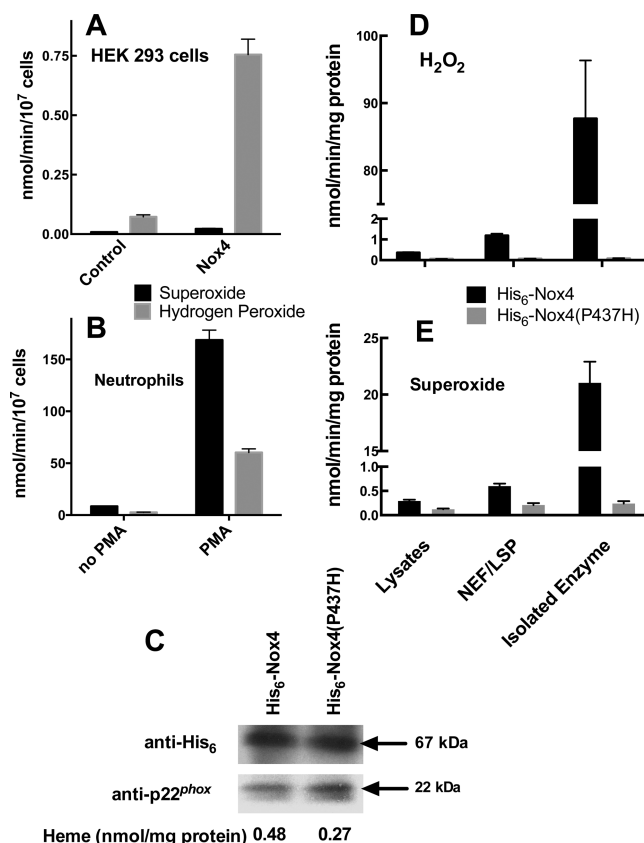 A
HEK 293 cells
nmol/min/10⁷ cells
0.75
0.50
0.25
0.00
Control
Nox4
Superoxide
Hydrogen Peroxide
B
Neutrophils
nmol/min/10⁷ cells
150
100
50
0
no PMA
PMA
D
H₂O₂
nmol/min/mg protein
100
90
80
2
1
0
His₆-Nox4
His₆-Nox4(P437H)
E
Superoxide
nmol/min/mg protein
25
20
15
1.0
0.5
0.0
Lysates
NEF/LSP
Isolated Enzyme
C
His₆-Nox4
His₆-Nox4(P437H)
anti-His₆
67 kDa
anti-p22ᵖʰᵒˣ
22 kDa
Heme (nmol/mg protein) 0.48 0.27